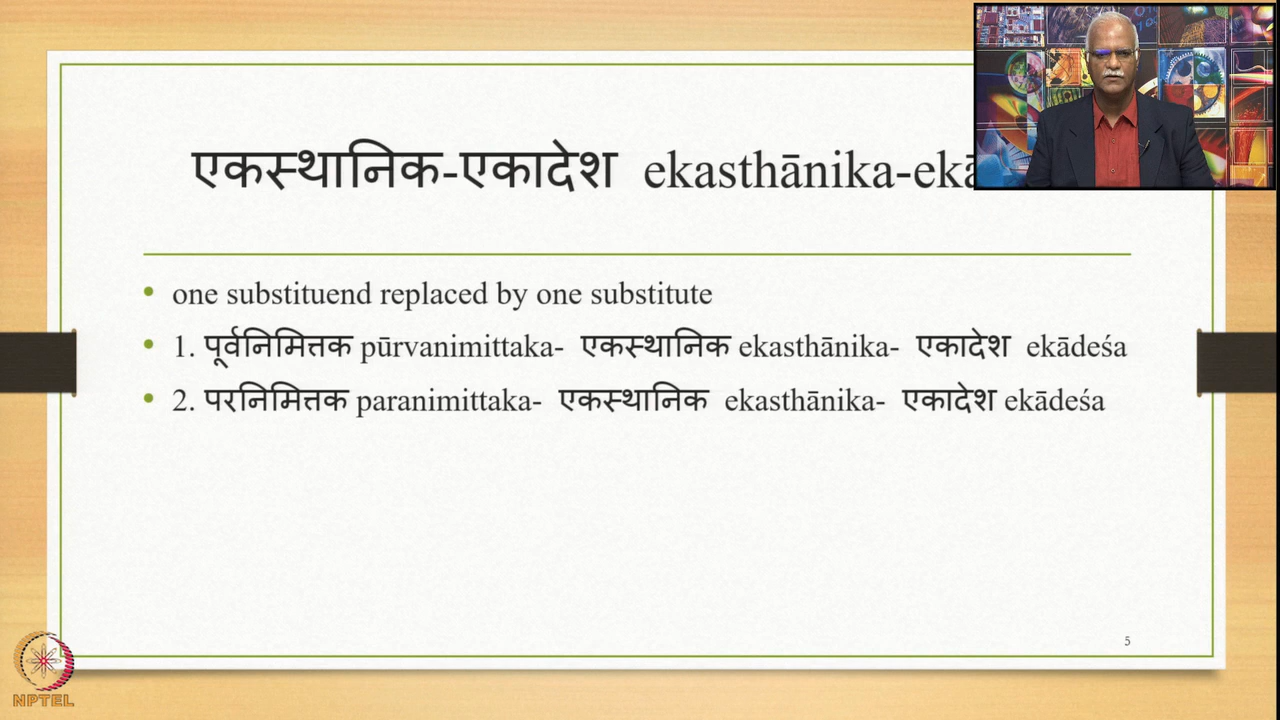 एकस्थानिक-एकादेश ekasthānika-ekā
• one substituend replaced by one substitute
• 1. पूर्वनिमित्तक pūrvanimittaka- एकस्थानिक ekasthānika- एकादेश ekādeśa
• 2. परनिमित्तक paranimittaka- एकस्थानिक ekasthānika- एकादेश ekādeśa
5
NPTEL